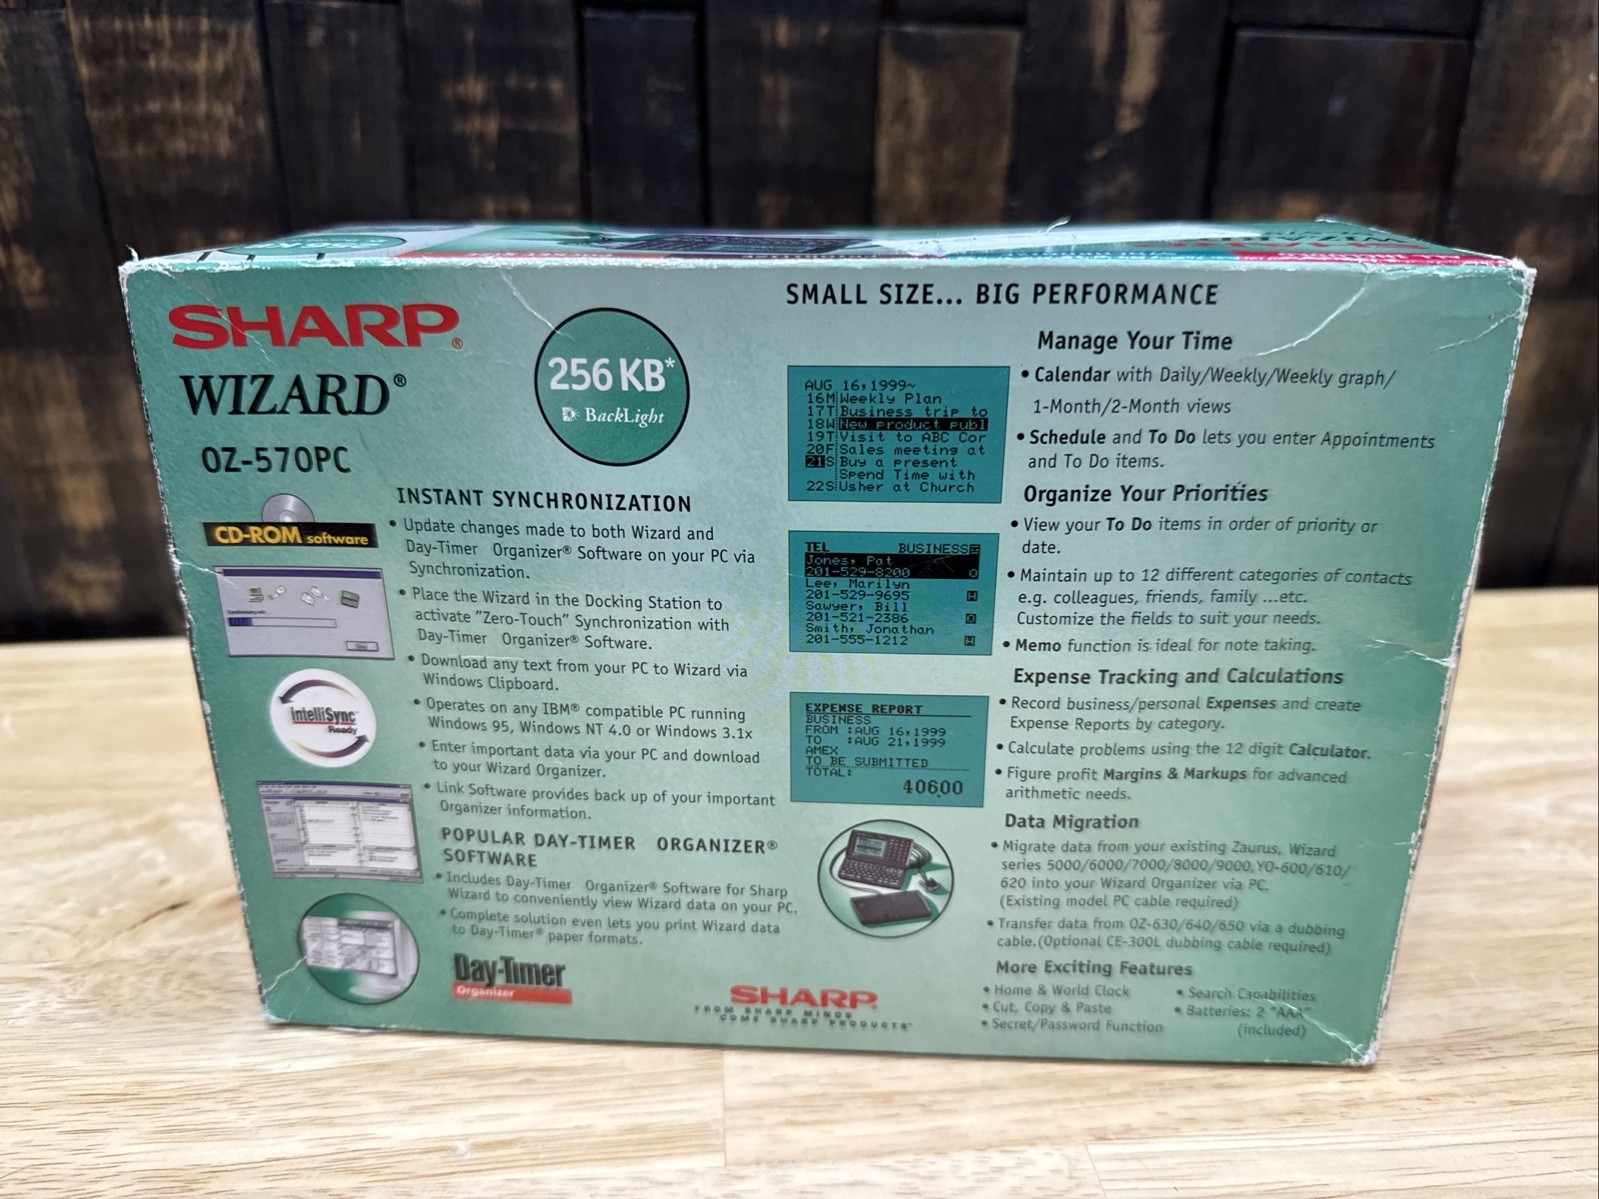 SHARP®
WIZARD®
OZ-570PC
256 KB*
BackLight
CD-ROM software
IntelliSync™
Ready
INSTANT SYNCHRONIZATION
• Update changes made to both Wizard and
Day-Timer Organizer® Software on your PC via
Synchronization.
• Place the Wizard in the Docking Station to
activate "Zero-Touch" Synchronization with
Day-Timer Organizer® Software.
• Download any text from your PC to Wizard via
Windows Clipboard.
• Operates on any IBM® compatible PC running
Windows 95, Windows NT 4.0 or Windows 3.1x
• Enter important data via your PC and download
to your Wizard Organizer.
• Link Software provides back up of your important
Organizer information.
POPULAR DAY-TIMER ORGANIZER®
SOFTWARE
• Includes Day-Timer Organizer® Software for Sharp
Wizard to conveniently view Wizard data on your PC.
• Complete solution even lets you print Wizard data
to Day-Timer® paper formats.
Day-Timer
Organizer
SHARP®
FROM SHARP MINDS
COME SHARP PRODUCTS™
SMALL SIZE... BIG PERFORMANCE
AUG 16,1999~
16M Weekly Plan
17T Business trip to
18W New product publ
19T Visit to ABC Cor
20F Sales meeting at
21S Buy a present
Spend Time with
22S Usher at Church
TEL BUSINESS
Jones, Pat
201-529-8200 O
Lee, Marilyn
201-529-9695 H
Sawyer, Bill
201-521-2386 O
Smith, Jonathan
201-555-1212 H
EXPENSE REPORT
BUSINESS
FROM :AUG 16,1999
TO :AUG 21,1999
AMEX
TO BE SUBMITTED
TOTAL:
406.00
Manage Your Time
• Calendar with Daily/Weekly/Weekly graph/
1-Month/2-Month views
• Schedule and To Do lets you enter Appointments
and To Do items.
Organize Your Priorities
• View your To Do items in order of priority or
date.
• Maintain up to 12 different categories of contacts
e.g. colleagues, friends, family ...etc.
Customize the fields to suit your needs.
• Memo function is ideal for note taking.
Expense Tracking and Calculations
• Record business/personal Expenses and create
Expense Reports by category.
• Calculate problems using the 12 digit Calculator.
• Figure profit Margins & Markups for advanced
arithmetic needs.
Data Migration
• Migrate data from your existing Zaurus, Wizard
series 5000/6000/7000/8000/9000,YO-600/610/
620 into your Wizard Organizer via PC.
(Existing model PC cable required)
• Transfer data from OZ-630/640/650 via a dubbing
cable.(Optional CE-300L dubbing cable required)
More Exciting Features
• Home & World Clock
• Cut, Copy & Paste
• Secret/Password Function
• Search Capabilities
• Batteries: 2 "AAA"
(included)